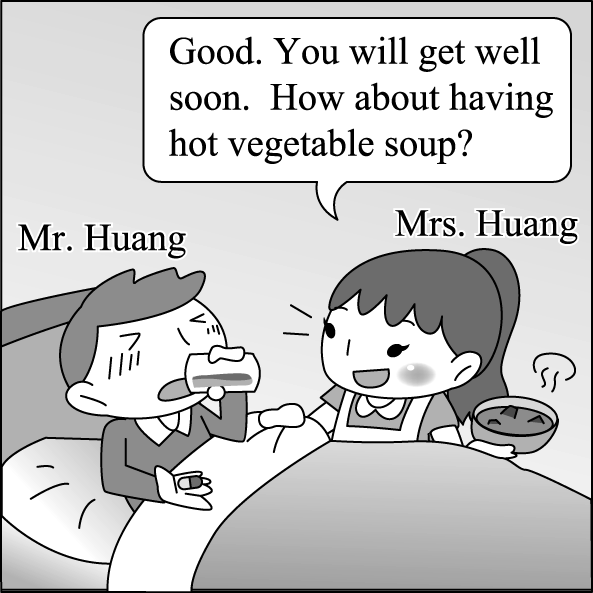 Good. You will get well
soon. How about having
hot vegetable soup?
Mr. Huang
Mrs. Huang